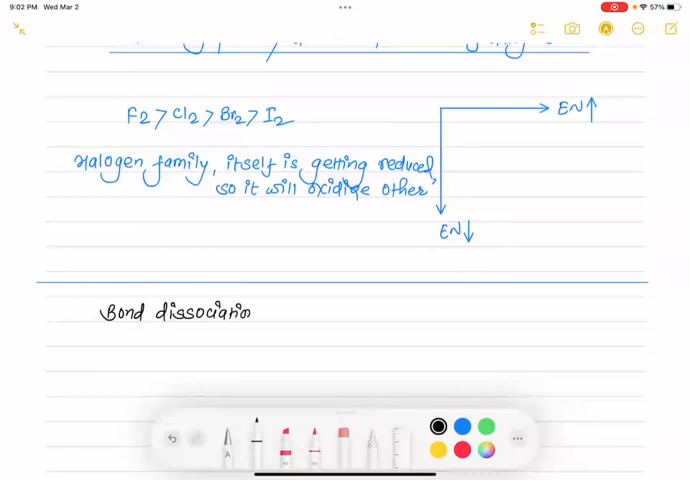 9:02 PM Wed Mar 2
57%
F2 > Cl2 > Br2 > I2
EN↑
Halogen family, itself is getting reduced,
so it will oxidize other
EN↓
Bond dissociation
A